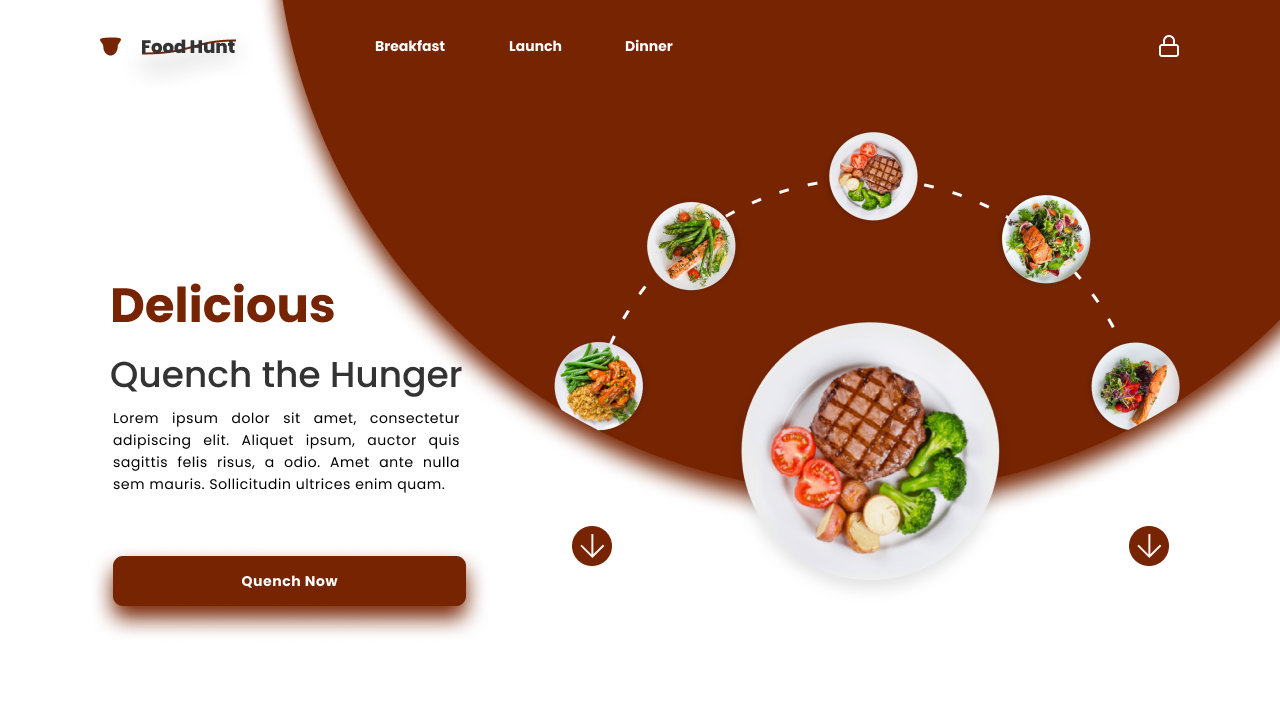 Food Hunt
Breakfast
Launch
Dinner
Delicious
Quench the Hunger
Lorem ipsum dolor sit amet, consectetur
adipiscing elit. Aliquet ipsum, auctor quis
sagittis felis risus, a odio. Amet ante nulla
sem mauris. Sollicitudin ultrices enim quam.
Quench Now